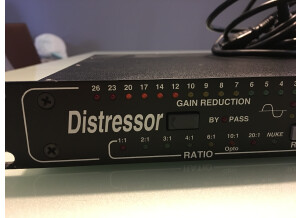 26 23 20 17 14 12 10 9 8 7 6 5 4
GAIN REDUCTION
Distressor BY PASS
1:1 2:1 3:1 4:1 6:1 10:1 20:1 NUKE
Opto
RATIO